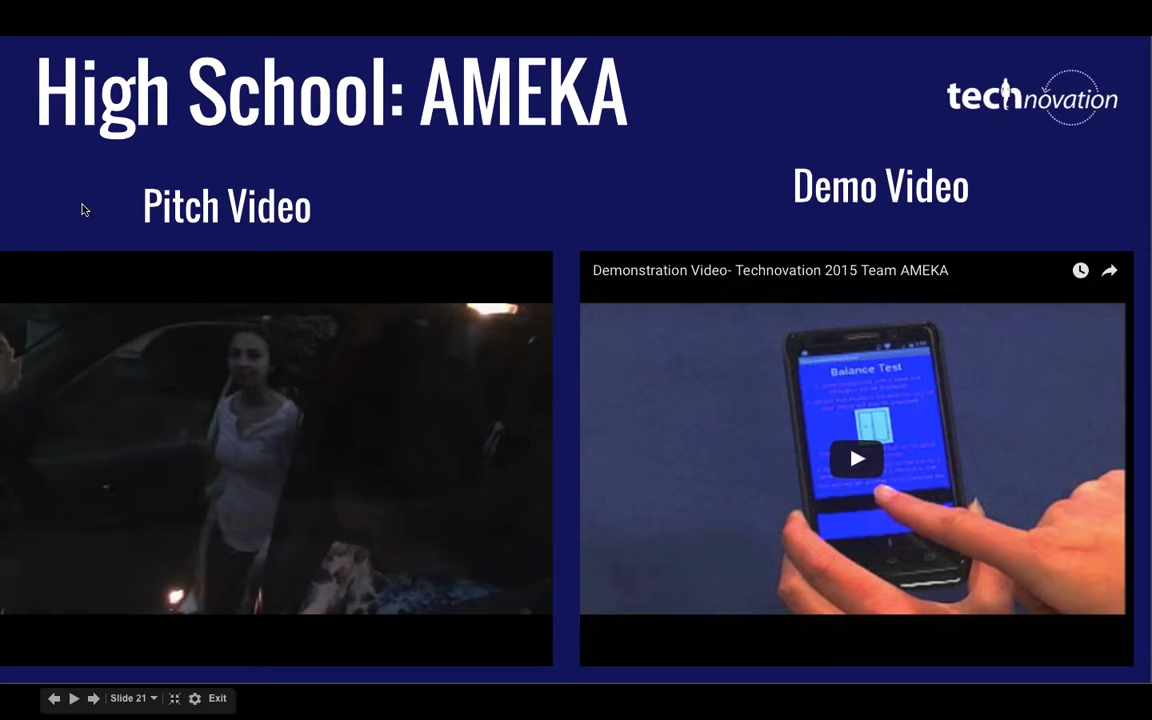 High School: AMEKA
technovation
Pitch Video
Demo Video
Demonstration Video- Technovation 2015 Team AMEKA
Balance Test
Slide 21
Exit